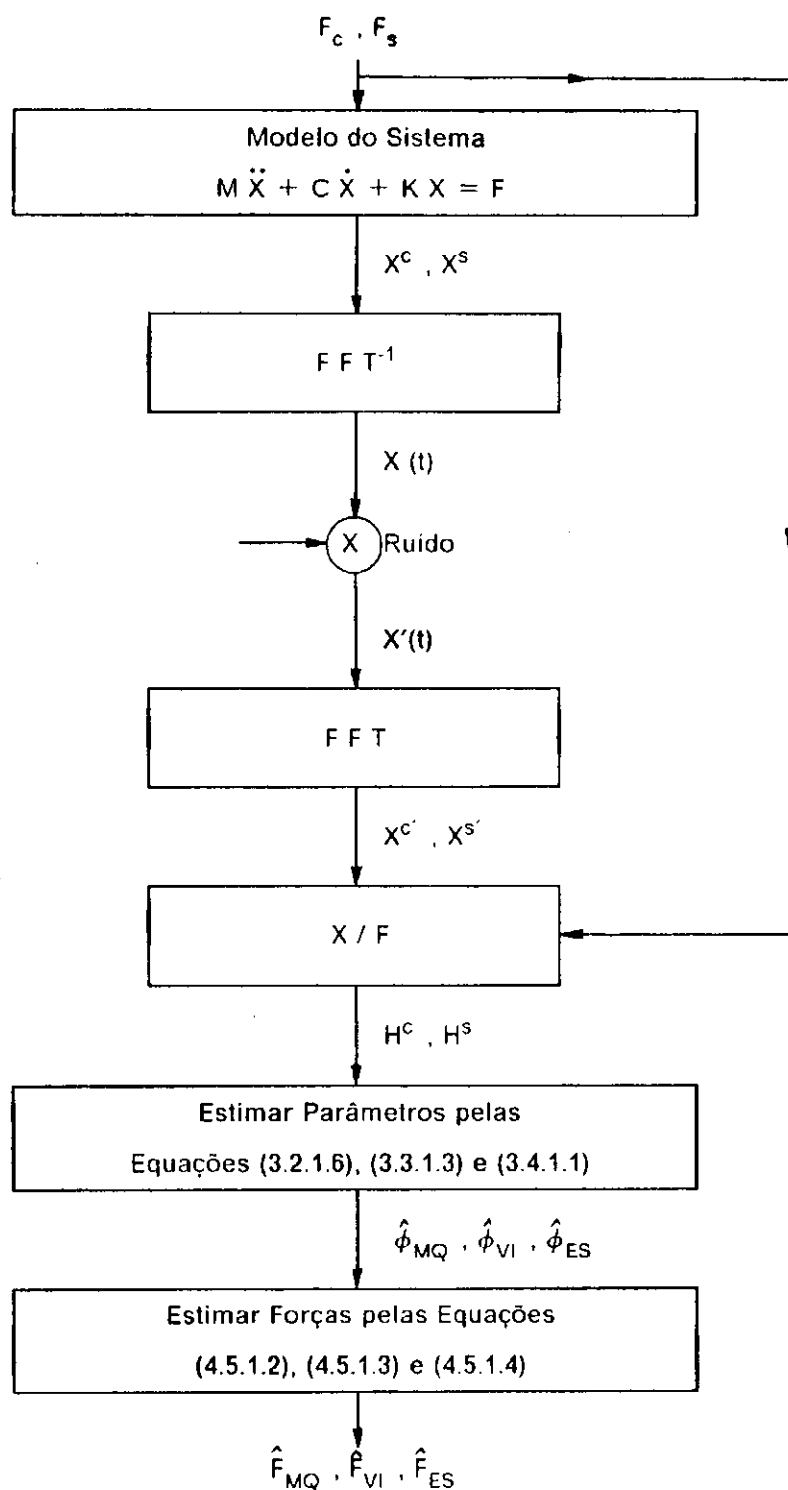 F_c , F_s
Modelo do Sistema
M Ẍ + C Ẋ + K X = F
X^c , X^s
F F T^-1
X (t)
X Ruído
X′(t)
F F T
X^c′ , X^s′
X / F
H^c , H^s
Estimar Parâmetros pelas
Equações (3.2.1.6), (3.3.1.3) e (3.4.1.1)
ϕ̂_MQ , ϕ̂_VI , ϕ̂_ES
Estimar Forças pelas Equações
(4.5.1.2), (4.5.1.3) e (4.5.1.4)
F̂_MQ , F̂_VI , F̂_ES